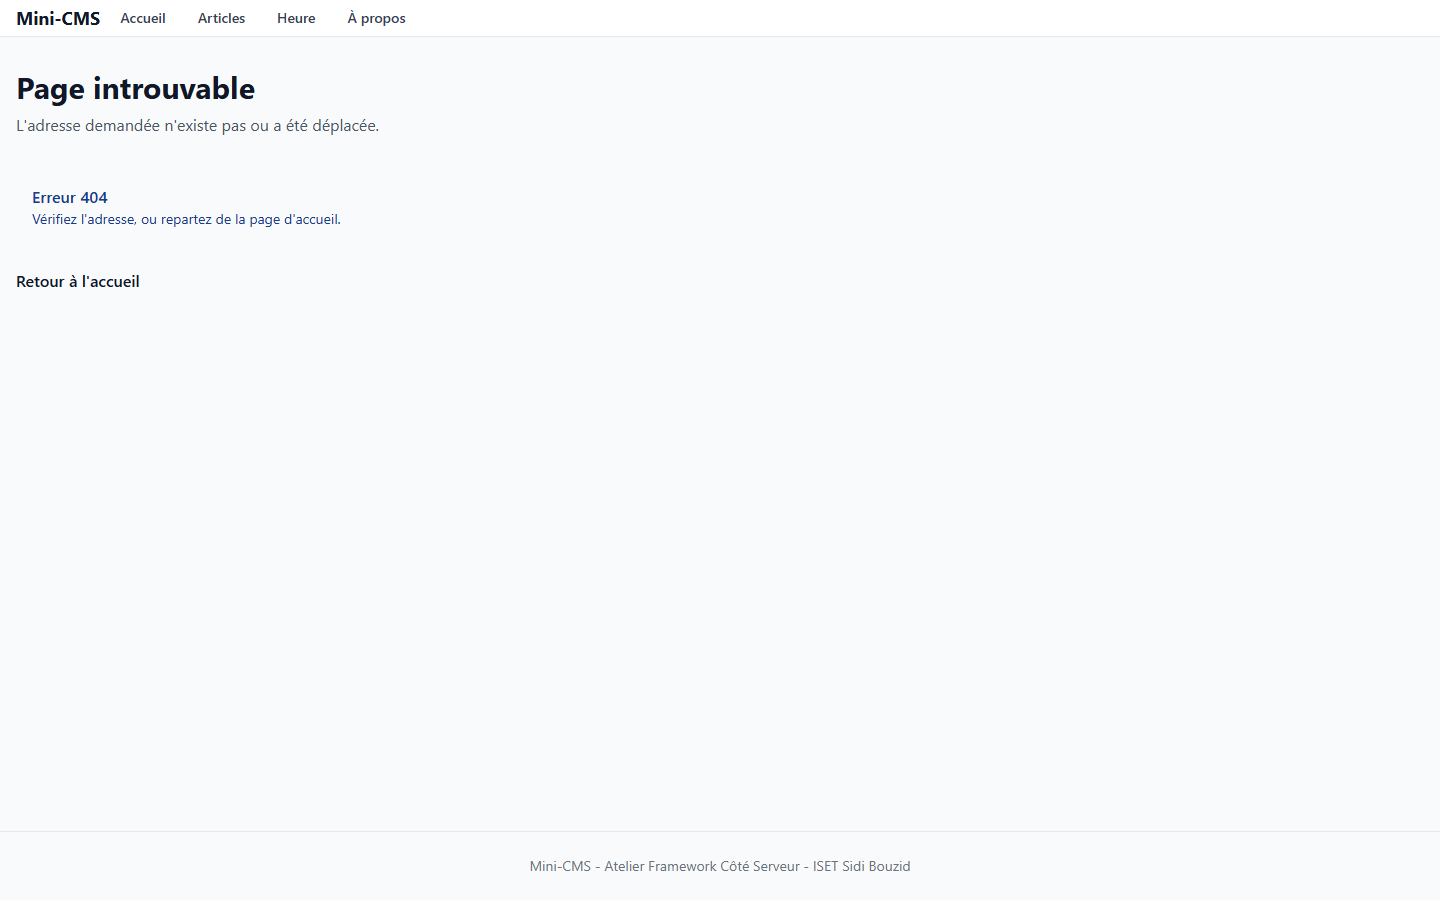 Mini-CMS Accueil Articles Heure À propos
Page introuvable
L'adresse demandée n'existe pas ou a été déplacée.
Erreur 404
Vérifiez l'adresse, ou repartez de la page d'accueil.
Retour à l'accueil
Mini-CMS - Atelier Framework Côté Serveur - ISET Sidi Bouzid